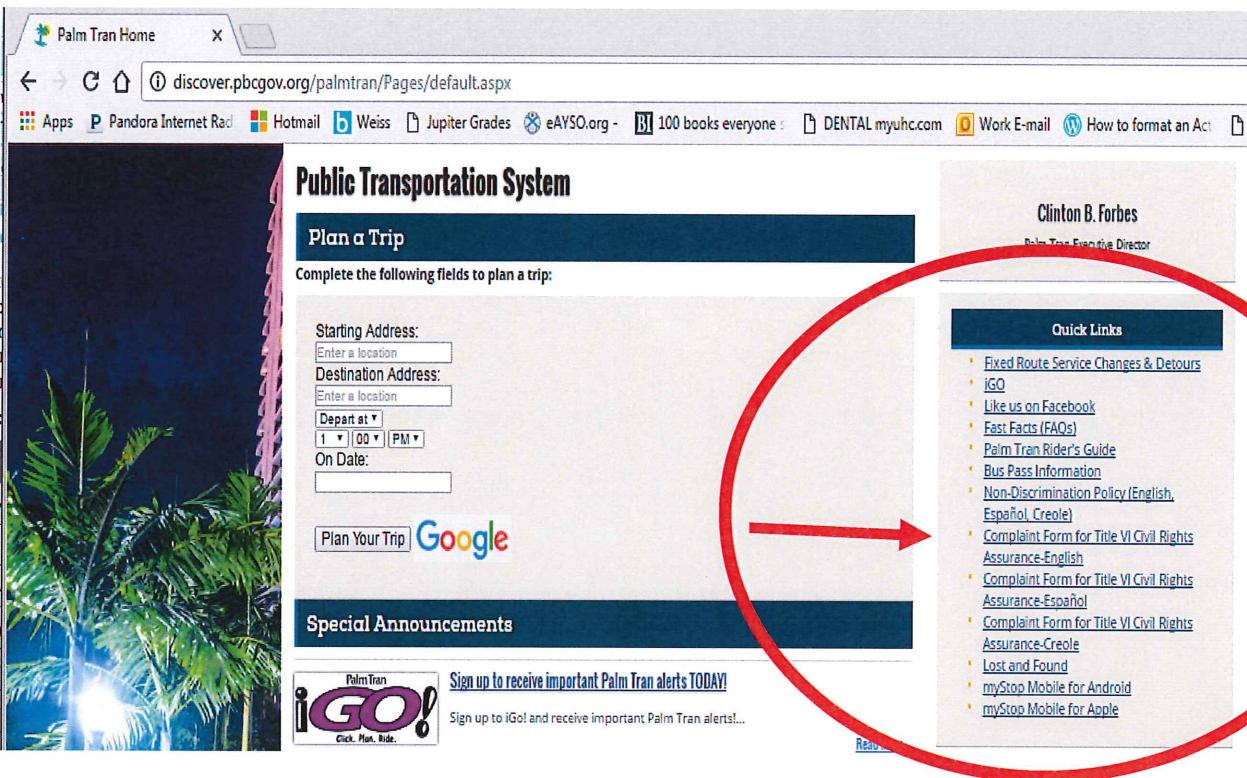 Palm Tran Home X
discover.pbcgov.org/palmtran/Pages/default.aspx
Apps Pandora Internet Rad Hotmail Weiss Jupiter Grades eAYSO.org - 100 books everyone s DENTAL myuhc.com Work E-mail How to format an Act
Public Transportation System
Plan a Trip
Complete the following fields to plan a trip:
Starting Address:
Enter a location
Destination Address:
Enter a location
Depart at
1 00 PM
On Date:
Plan Your Trip Google
Special Announcements
PalmTran
iGO!
Click. Plan. Ride.
Sign up to receive important Palm Tran alerts TODAY!
Sign up to iGo! and receive important Palm Tran alerts!...
Clinton B. Forbes
Palm Tran Executive Director
Quick Links
Fixed Route Service Changes & Detours
iGO
Like us on Facebook
Fast Facts (FAQs)
Palm Tran Rider's Guide
Bus Pass Information
Non-Discrimination Policy (English,
Español, Creole)
Complaint Form for Title VI Civil Rights
Assurance-English
Complaint Form for Title VI Civil Rights
Assurance-Español
Complaint Form for Title VI Civil Rights
Assurance-Creole
Lost and Found
myStop Mobile for Android
myStop Mobile for Apple